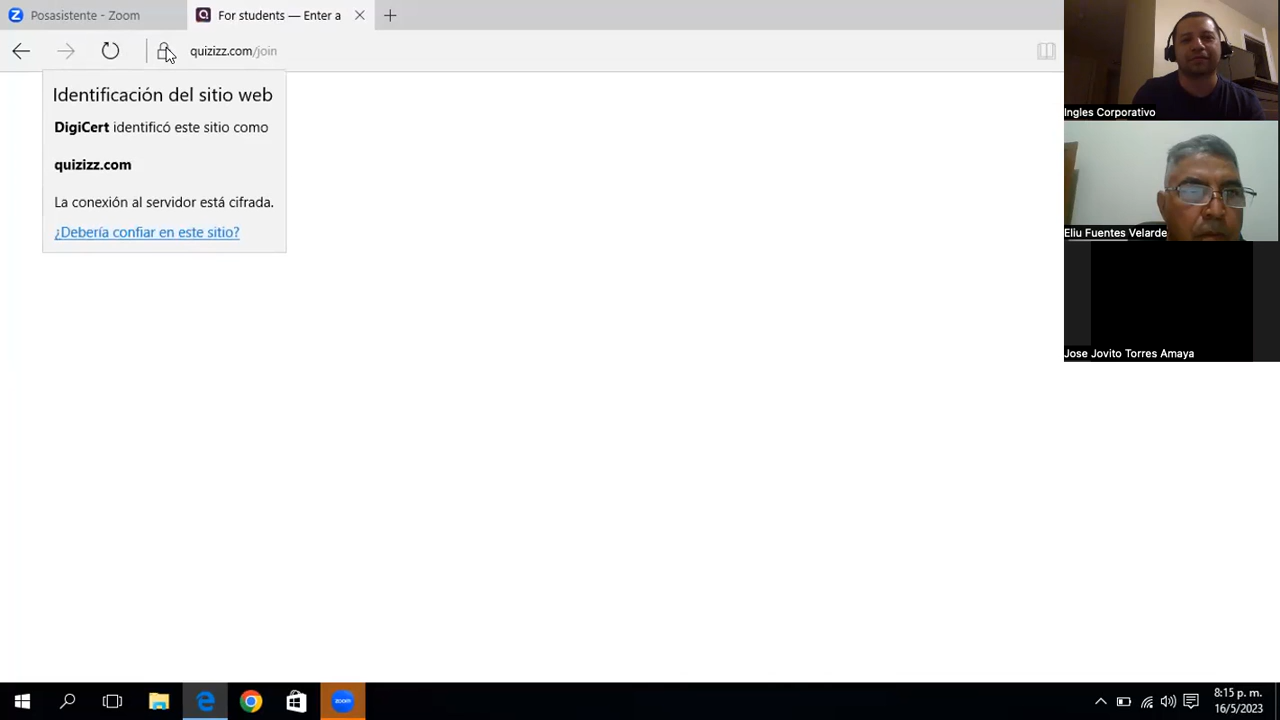 Posasistente - Zoom
For students — Enter a
quizizz.com/join
Identificación del sitio web
DigiCert identificó este sitio como
quizizz.com
La conexión al servidor está cifrada.
¿Debería confiar en este sitio?
Ingles Corporativo
Eliu Fuentes Velarde
Jose Jovito Torres Amaya
zoom
8:15 p. m.
16/5/2023